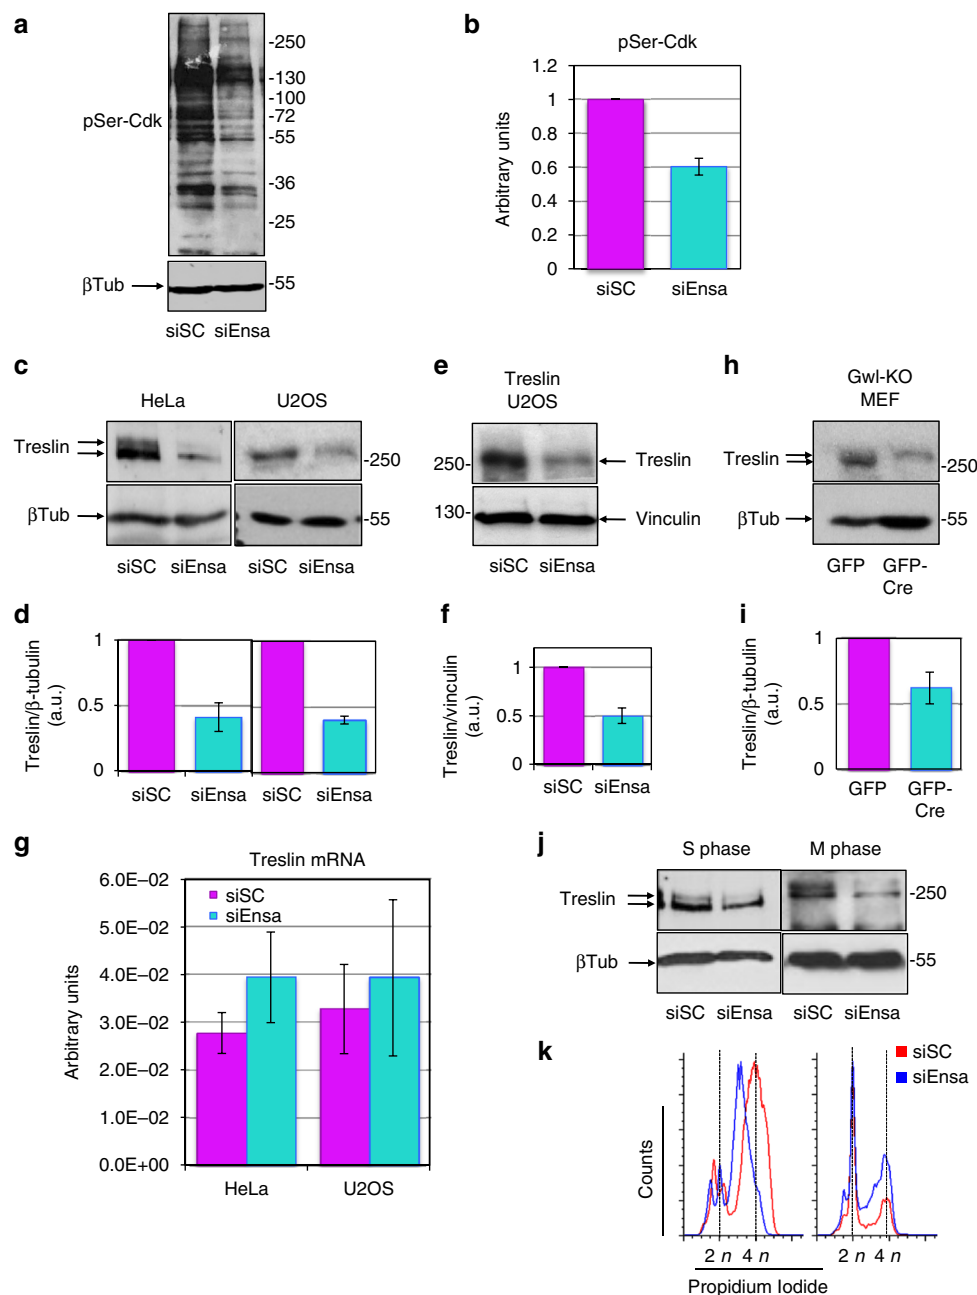 a
-250
-130
-100
-72
-55
-36
-25
pSer-Cdk
βTub
-55
siSC siEnsa
b
pSer-Cdk
Arbitrary units
1.2
1
0.8
0.6
0.4
0.2
0
siSC siEnsa
c
HeLa U2OS
Treslin
-250
βTub
-55
siSC siEnsa siSC siEnsa
d
Treslin/β-tubulin
(a.u.)
1
0.5
0
siSC siEnsa siSC siEnsa
e
Treslin
U2OS
250-
Treslin
130-
Vinculin
siSC siEnsa
f
Treslin/vinculin
(a.u.)
1
0.5
0
siSC siEnsa
h
Gwl-KO
MEF
Treslin
-250
βTub
-55
GFP GFP-
Cre
i
Treslin/β-tubulin
(a.u.)
1
0.5
0
GFP GFP-
Cre
g
Treslin mRNA
Arbitrary units
6.0E–02
5.0E–02
4.0E–02
3.0E–02
2.0E–02
1.0E–02
0.0E+00
siSC
siEnsa
HeLa U2OS
j
S phase M phase
Treslin
-250
βTub
-55
siSC siEnsa siSC siEnsa
k
siSC
siEnsa
Counts
2 n 4 n 2 n 4 n
Propidium Iodide